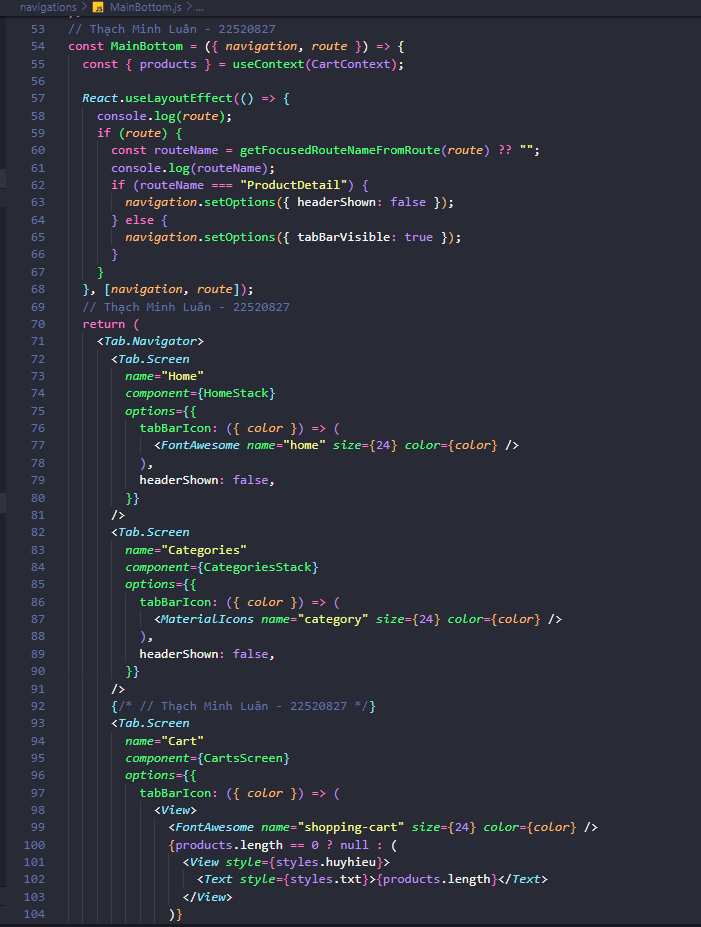 navigations > JS MainBottom.js > ...
53 // Thạch Minh Luân - 22520827
54 const MainBottom = ({ navigation, route }) => {
55 const { products } = useContext(CartContext);
56
57 React.useLayoutEffect(() => {
58 console.log(route);
59 if (route) {
60 const routeName = getFocusedRouteNameFromRoute(route) ?? "";
61 console.log(routeName);
62 if (routeName === "ProductDetail") {
63 navigation.setOptions({ headerShown: false });
64 } else {
65 navigation.setOptions({ tabBarVisible: true });
66 }
67 }
68 }, [navigation, route]);
69 // Thạch Minh Luân - 22520827
70 return (
71 <Tab.Navigator>
72 <Tab.Screen
73 name="Home"
74 component={HomeStack}
75 options={{
76 tabBarIcon: ({ color }) => (
77 <FontAwesome name="home" size={24} color={color} />
78 ),
79 headerShown: false,
80 }}
81 />
82 <Tab.Screen
83 name="Categories"
84 component={CategoriesStack}
85 options={{
86 tabBarIcon: ({ color }) => (
87 <MaterialIcons name="category" size={24} color={color} />
88 ),
89 headerShown: false,
90 }}
91 />
92 {/* // Thạch Minh Luân - 22520827 */}
93 <Tab.Screen
94 name="Cart"
95 component={CartsScreen}
96 options={{
97 tabBarIcon: ({ color }) => (
98 <View>
99 <FontAwesome name="shopping-cart" size={24} color={color} />
100 {products.length == 0 ? null : (
101 <View style={styles.huyhieu}>
102 <Text style={styles.txt}>{products.length}</Text>
103 </View>
104 )}